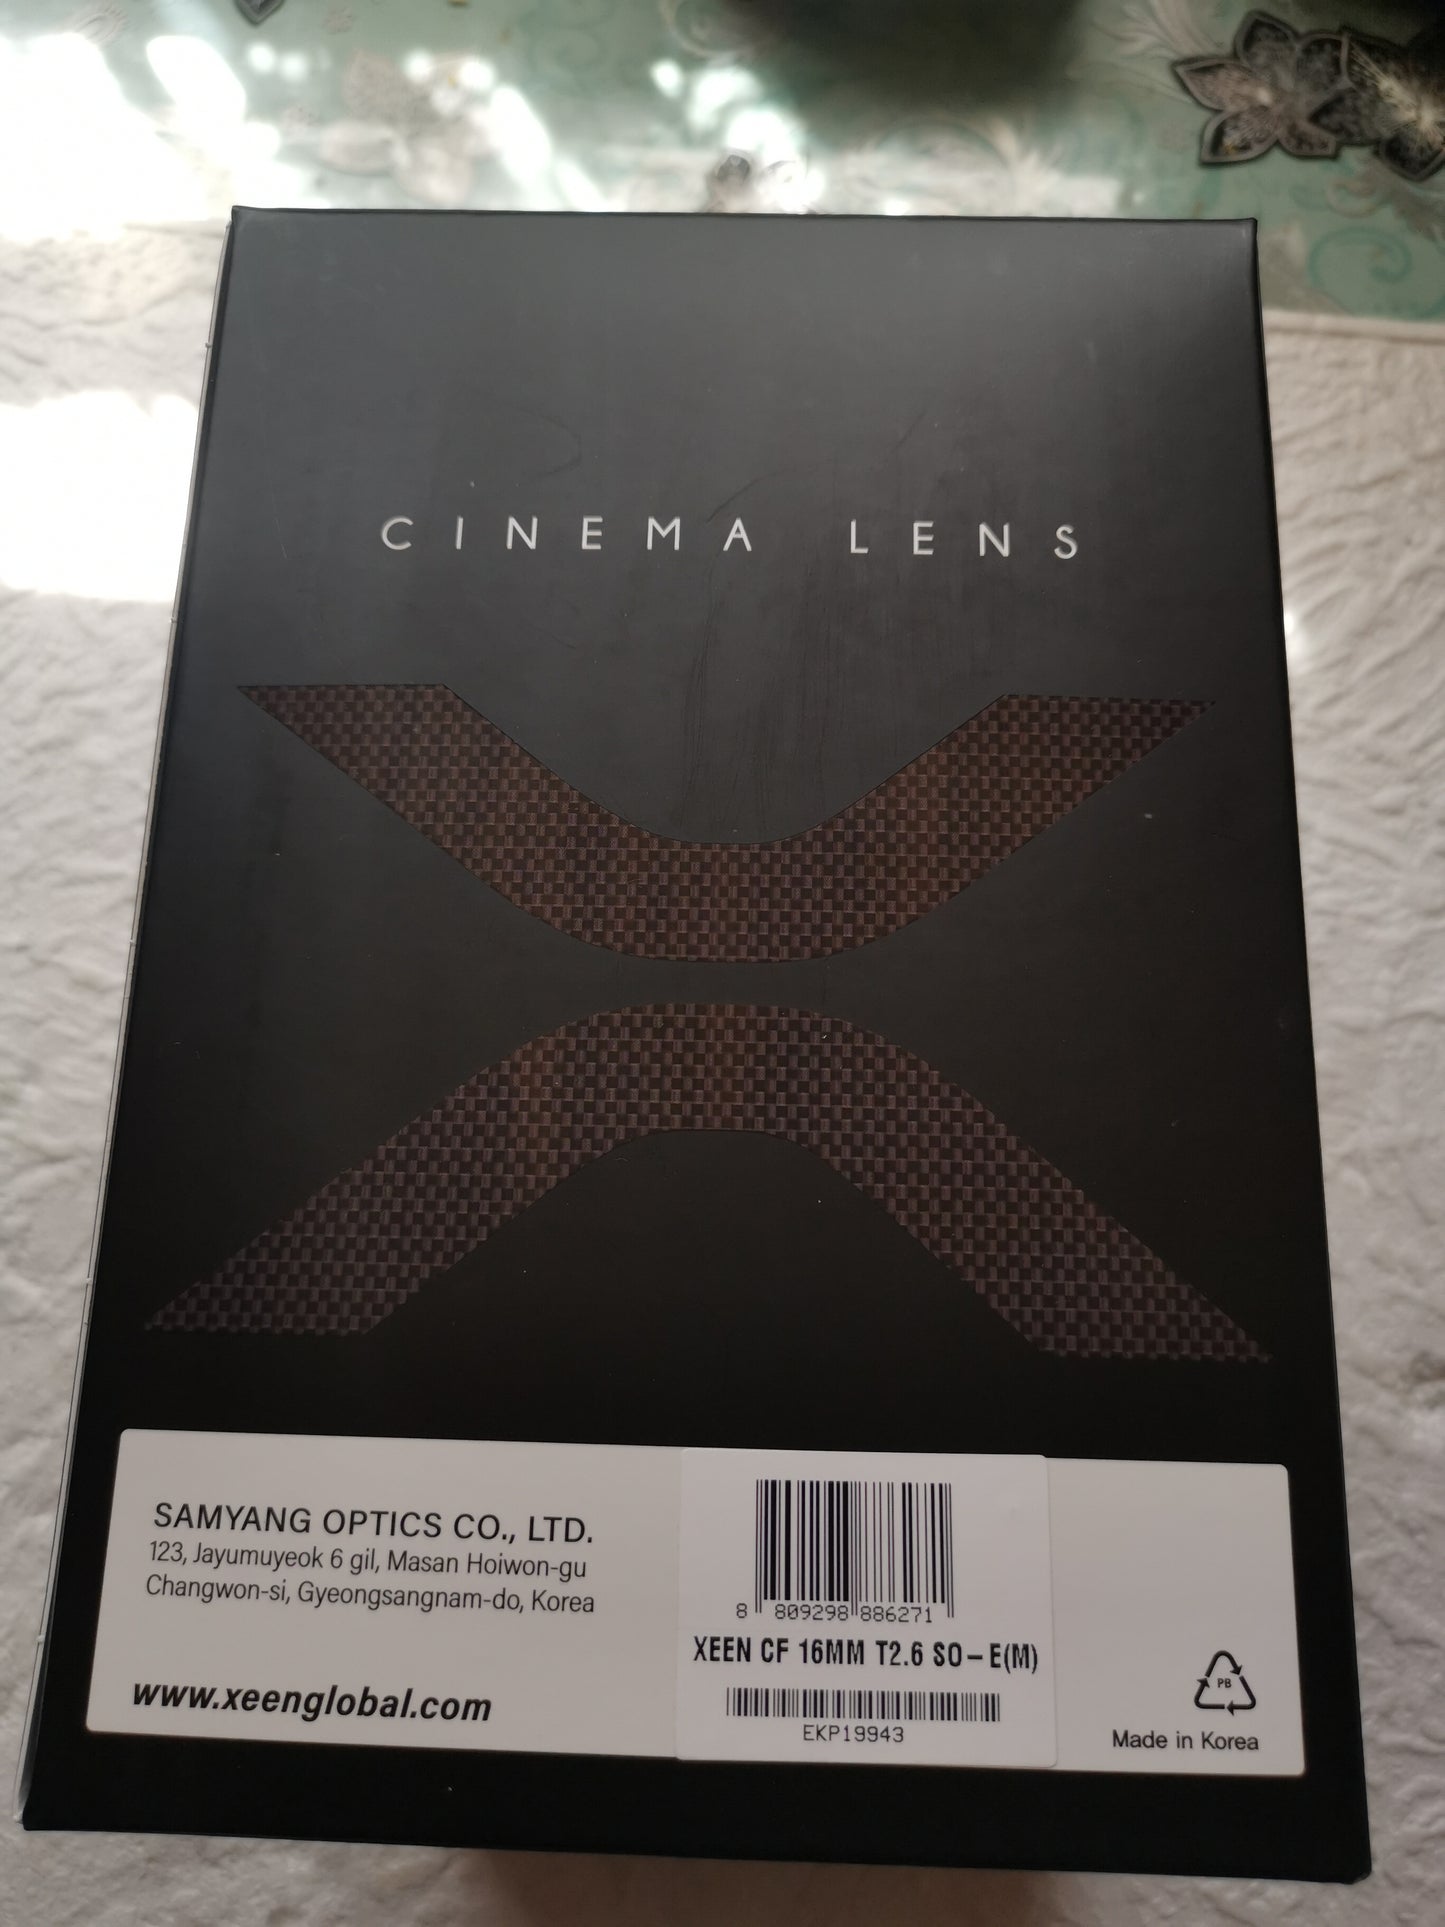 CINEMA LENS
SAMYANG OPTICS CO., LTD.
123, Jayumuyeok 6 gil, Masan Hoiwon-gu
Changwon-si, Gyeongsangnam-do, Korea
www.xeenglobal.com
8 809298 886271
XEEN CF 16MM T2.6 SO-E(M)
EKP19943
PB
Made in Korea